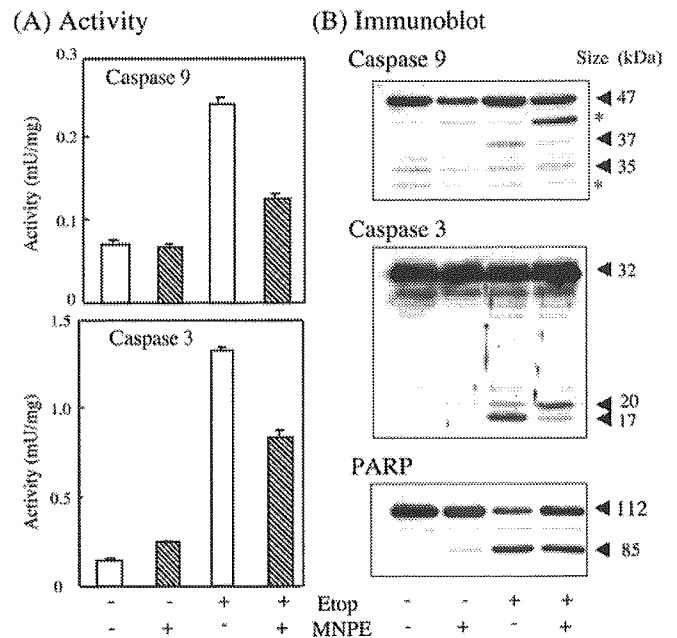 (A) Activity
(B) Immunoblot
0.3
0.2
0.1
0
Activity (mU/mg)
Caspase 9
1.5
1.0
0.5
0
Activity (mU/mg)
Caspase 3
- - + +
- + - +
Etop
MNPE
Caspase 9
Size (kDa)
47
*
37
35
*
Caspase 3
32
20
17
PARP
112
85
- - + +
- + - +